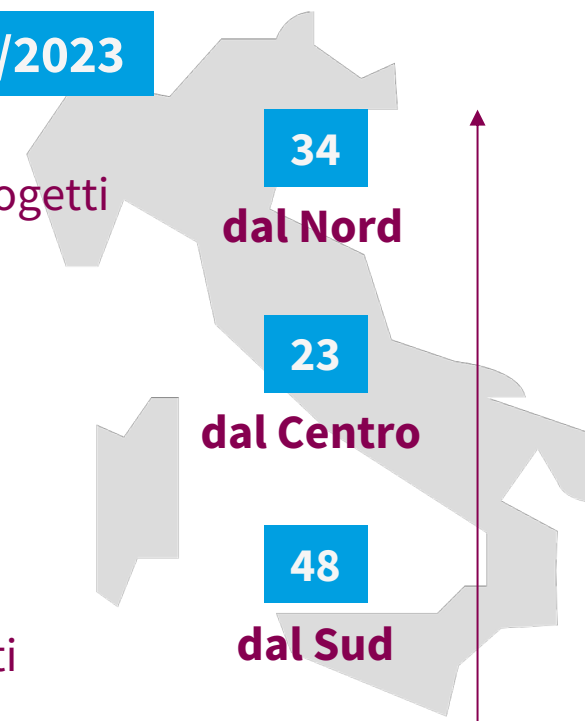 /2023
34
ogetti
dal Nord
23
dal Centro
48
dal Sud
ti